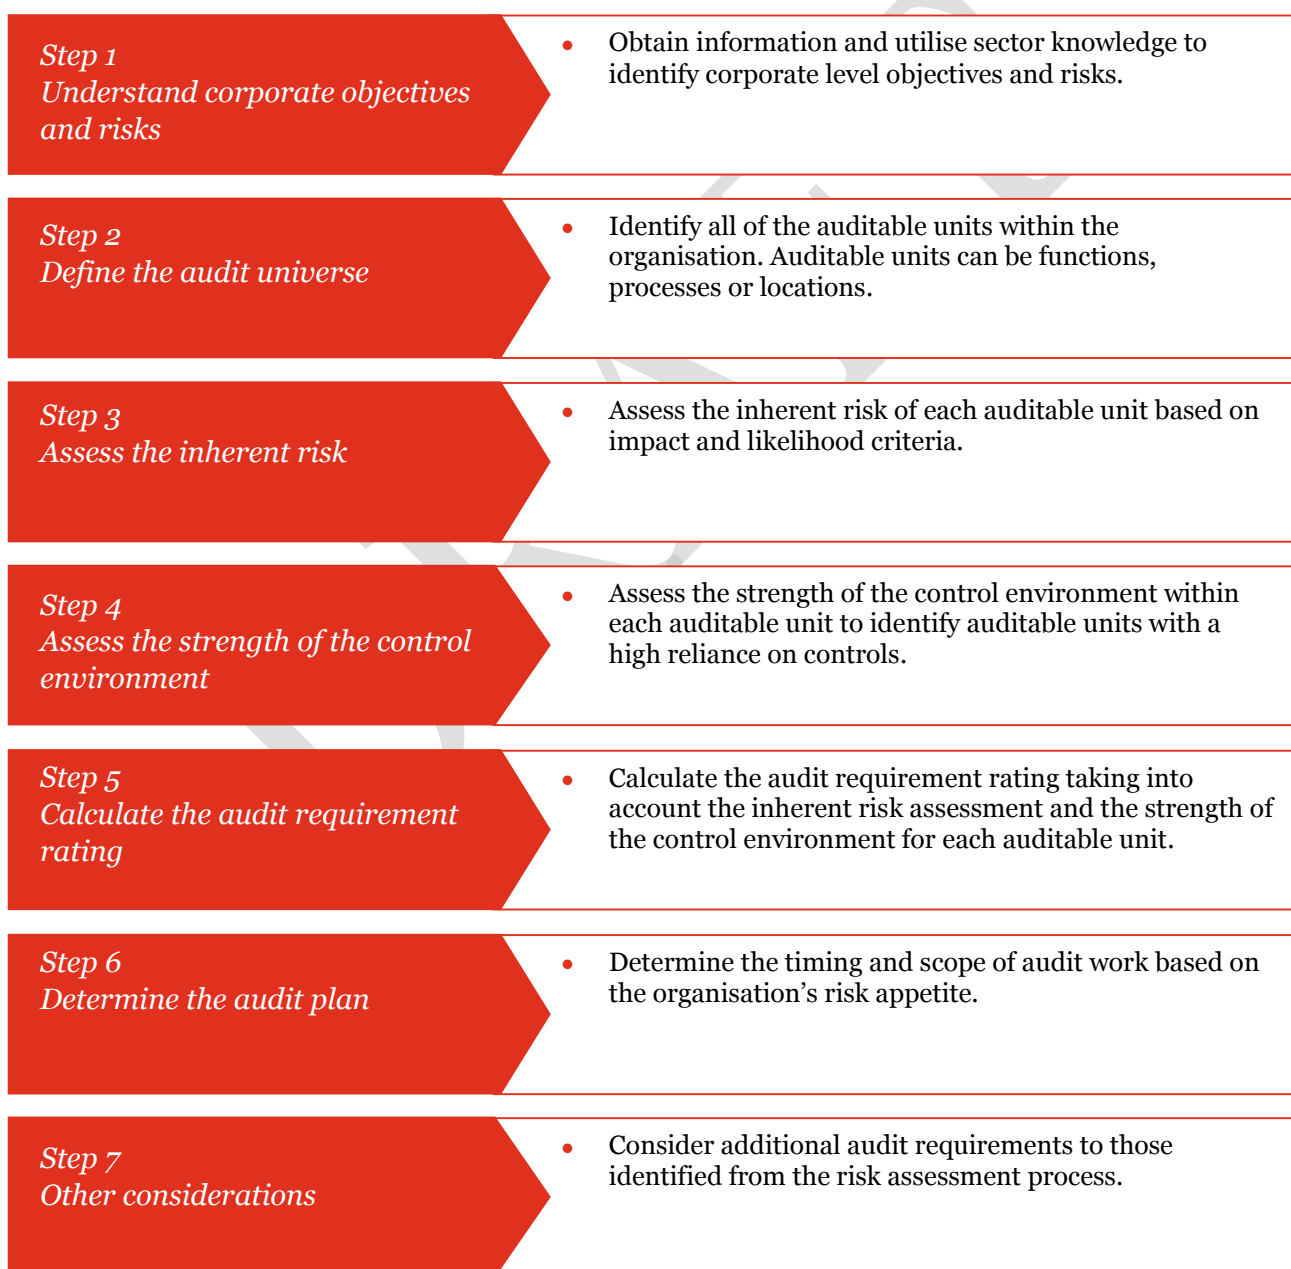 Step 1
Understand corporate objectives
and risks
• Obtain information and utilise sector knowledge to
identify corporate level objectives and risks.
Step 2
Define the audit universe
• Identify all of the auditable units within the
organisation. Auditable units can be functions,
processes or locations.
Step 3
Assess the inherent risk
• Assess the inherent risk of each auditable unit based on
impact and likelihood criteria.
Step 4
Assess the strength of the control
environment
• Assess the strength of the control environment within
each auditable unit to identify auditable units with a
high reliance on controls.
Step 5
Calculate the audit requirement
rating
• Calculate the audit requirement rating taking into
account the inherent risk assessment and the strength of
the control environment for each auditable unit.
Step 6
Determine the audit plan
• Determine the timing and scope of audit work based on
the organisation’s risk appetite.
Step 7
Other considerations
• Consider additional audit requirements to those
identified from the risk assessment process.